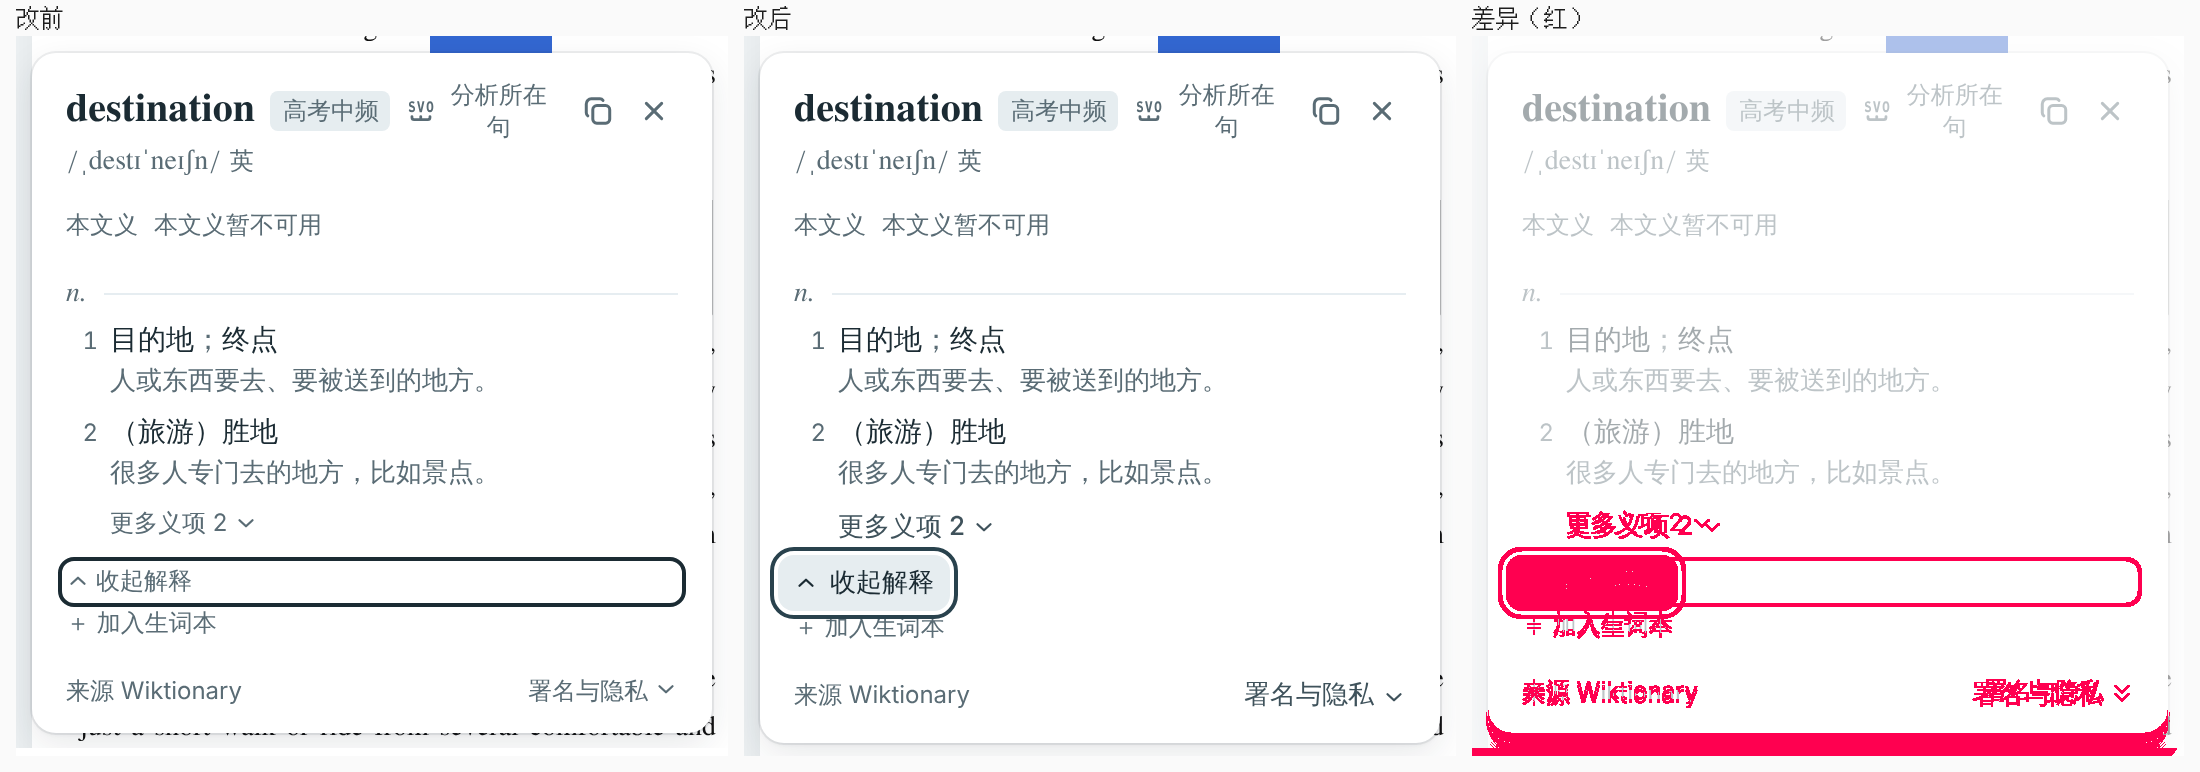 改前
destination 高考中频 SVO 分析所在句
/ˌdestɪˈneɪʃn/ 英
本文义 本文义暂不可用
n.
1 目的地；终点
人或东西要去、要被送到的地方。
2 （旅游）胜地
很多人专门去的地方，比如景点。
更多义项 2
收起解释
+ 加入生词本
来源 Wiktionary 署名与隐私
改后
destination 高考中频 SVO 分析所在句
/ˌdestɪˈneɪʃn/ 英
本文义 本文义暂不可用
n.
1 目的地；终点
人或东西要去、要被送到的地方。
2 （旅游）胜地
很多人专门去的地方，比如景点。
更多义项 2
收起解释
+ 加入生词本
来源 Wiktionary 署名与隐私
差异（红）
destination 高考中频 SVO 分析所在句
/ˌdestɪˈneɪʃn/ 英
本文义 本文义暂不可用
n.
1 目的地；终点
人或东西要去、要被送到的地方。
2 （旅游）胜地
很多人专门去的地方，比如景点。
更多义项 2
加入生词本
来源 Wiktionary 署名与隐私